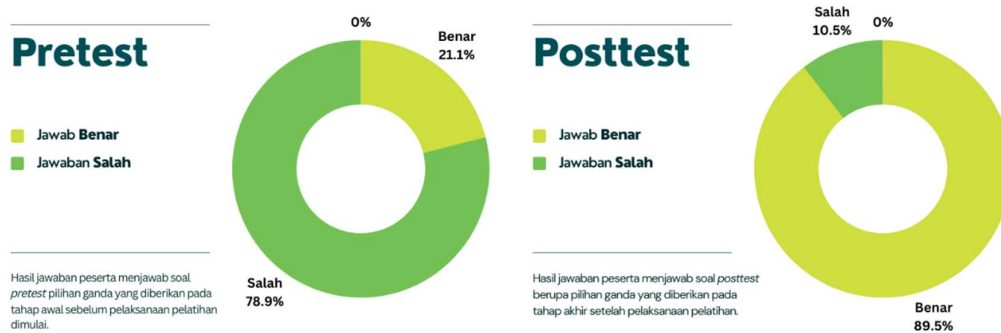 Pretest
Jawab Benar
Jawaban Salah
Hasil jawaban peserta menjawab soal
pretest pilihan ganda yang diberikan pada
tahap awal sebelum pelaksanaan pelatihan
dimulai.
0%
Benar
21.1%
Salah
78.9%
Posttest
Jawab Benar
Jawaban Salah
Hasil jawaban peserta menjawab soal posttest
berupa pilihan ganda yang diberikan pada
tahap akhir setelah pelaksanaan pelatihan.
Salah
10.5%
0%
Benar
89.5%